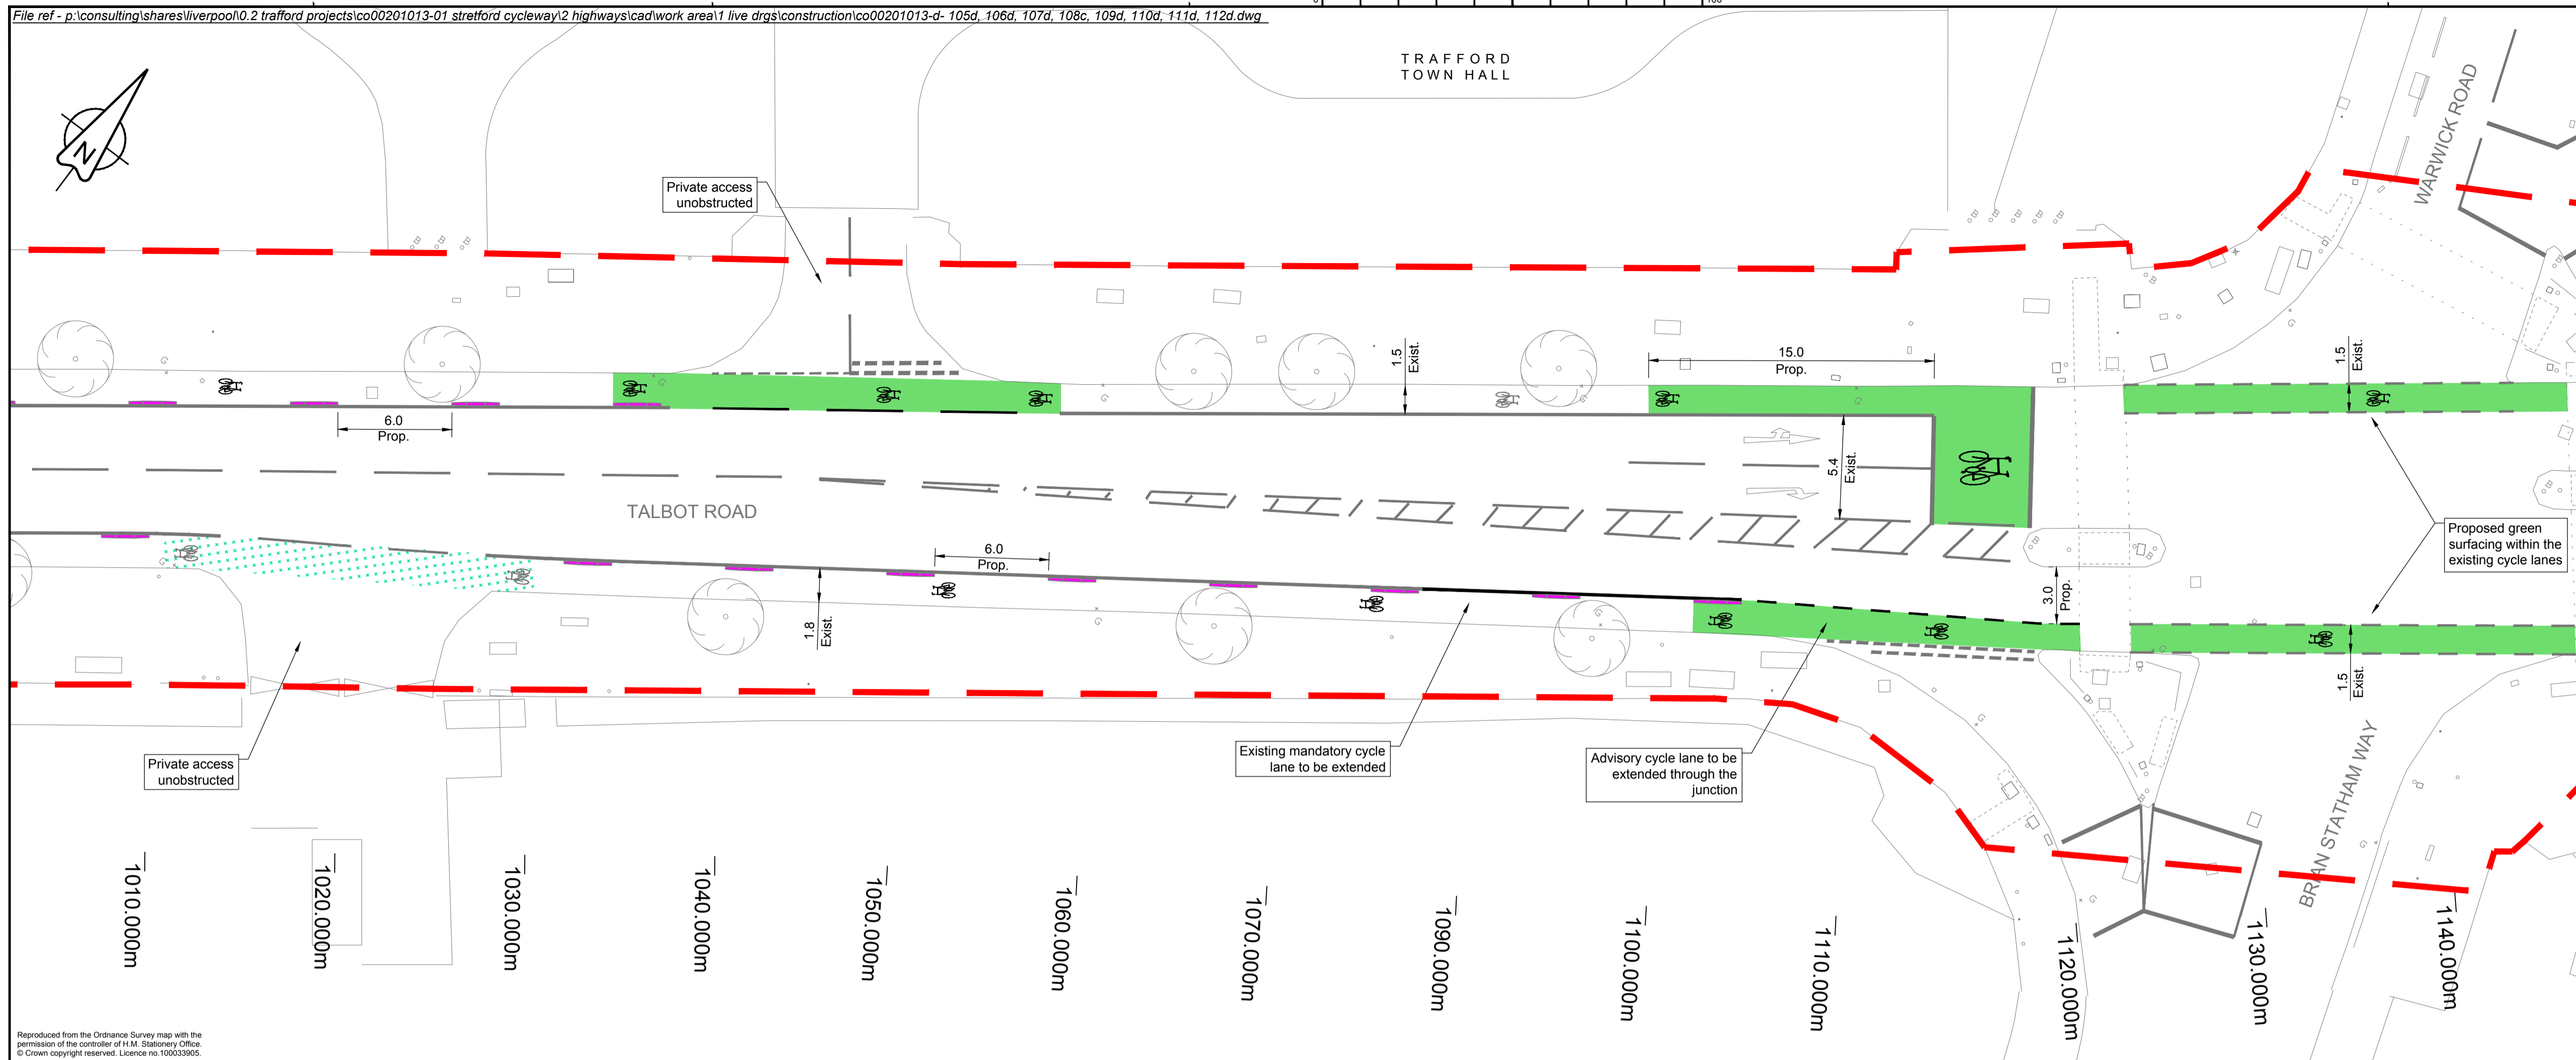 File ref - p:\consulting\shares\liverpool\0.2 trafford projects\co00201013-01 stretford cycleway\2 highways\cad\work area\1 live drgs\construction\co00201013-d- 105d, 106d, 107d, 108c, 109d, 110d, 111d, 112d.dwg
0
100
TRAFFORD
TOWN HALL
N
WARWICK ROAD
Private access
unobstructed
15.0
Prop.
1.5
Exist.
1.5
Exist.
6.0
Prop.
5.4
Exist.
TALBOT ROAD
6.0
Prop.
1.8
Exist.
3.0
Prop.
Proposed green
surfacing within the
existing cycle lanes
1.5
Exist.
Private access
unobstructed
Existing mandatory cycle
lane to be extended
Advisory cycle lane to be
extended through the
junction
BRIAN STATHAM WAY
1010.000m
1020.000m
1030.000m
1040.000m
1050.000m
1060.000m
1070.000m
1090.000m
1100.000m
1110.000m
1120.000m
1130.000m
1140.000m
Reproduced from the Ordnance Survey map with the
permission of the controller of H.M. Stationery Office.
© Crown copyright reserved. Licence no.100033905.